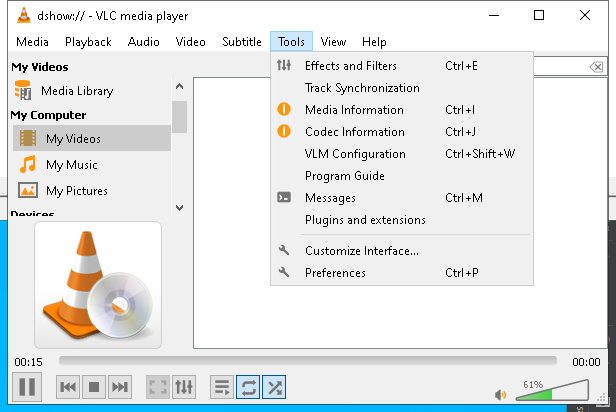 dshow:// - VLC media player
Media Playback Audio Video Subtitle Tools View Help
My Videos
Media Library
My Computer
My Videos
My Music
My Pictures
Devices
Effects and Filters Ctrl+E
Track Synchronization
Media Information Ctrl+I
Codec Information Ctrl+J
VLM Configuration Ctrl+Shift+W
Program Guide
Messages Ctrl+M
Plugins and extensions
Customize Interface...
Preferences Ctrl+P
00:15 00:00
61%